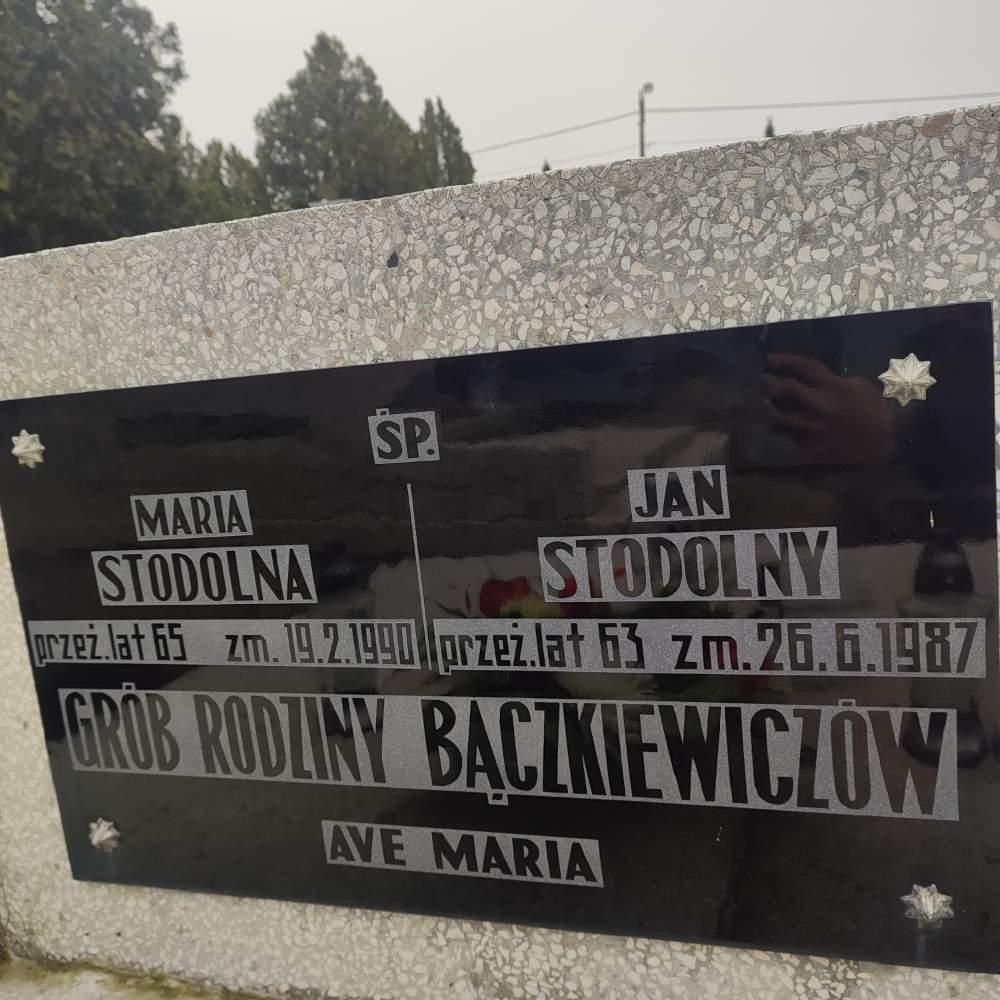 ŚP.
MARIA
STODOLNA
przeż.lat 65 zm. 19.2.1990
JAN
STODOLNY
przeż.lat 63 zm. 26.6.1987
GRÓB RODZINY BĄCZKIEWICZÓW
AVE MARIA